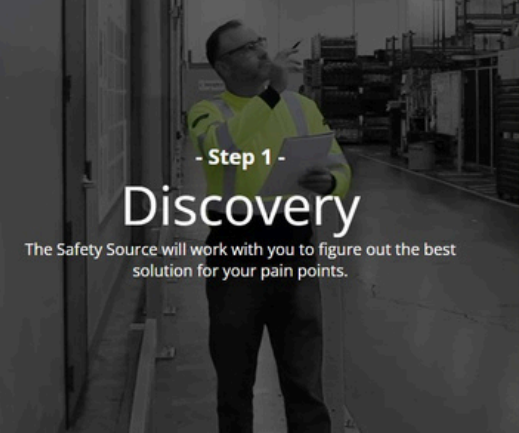 - Step 1 -
Discovery
The Safety Source will work with you to figure out the best
solution for your pain points.